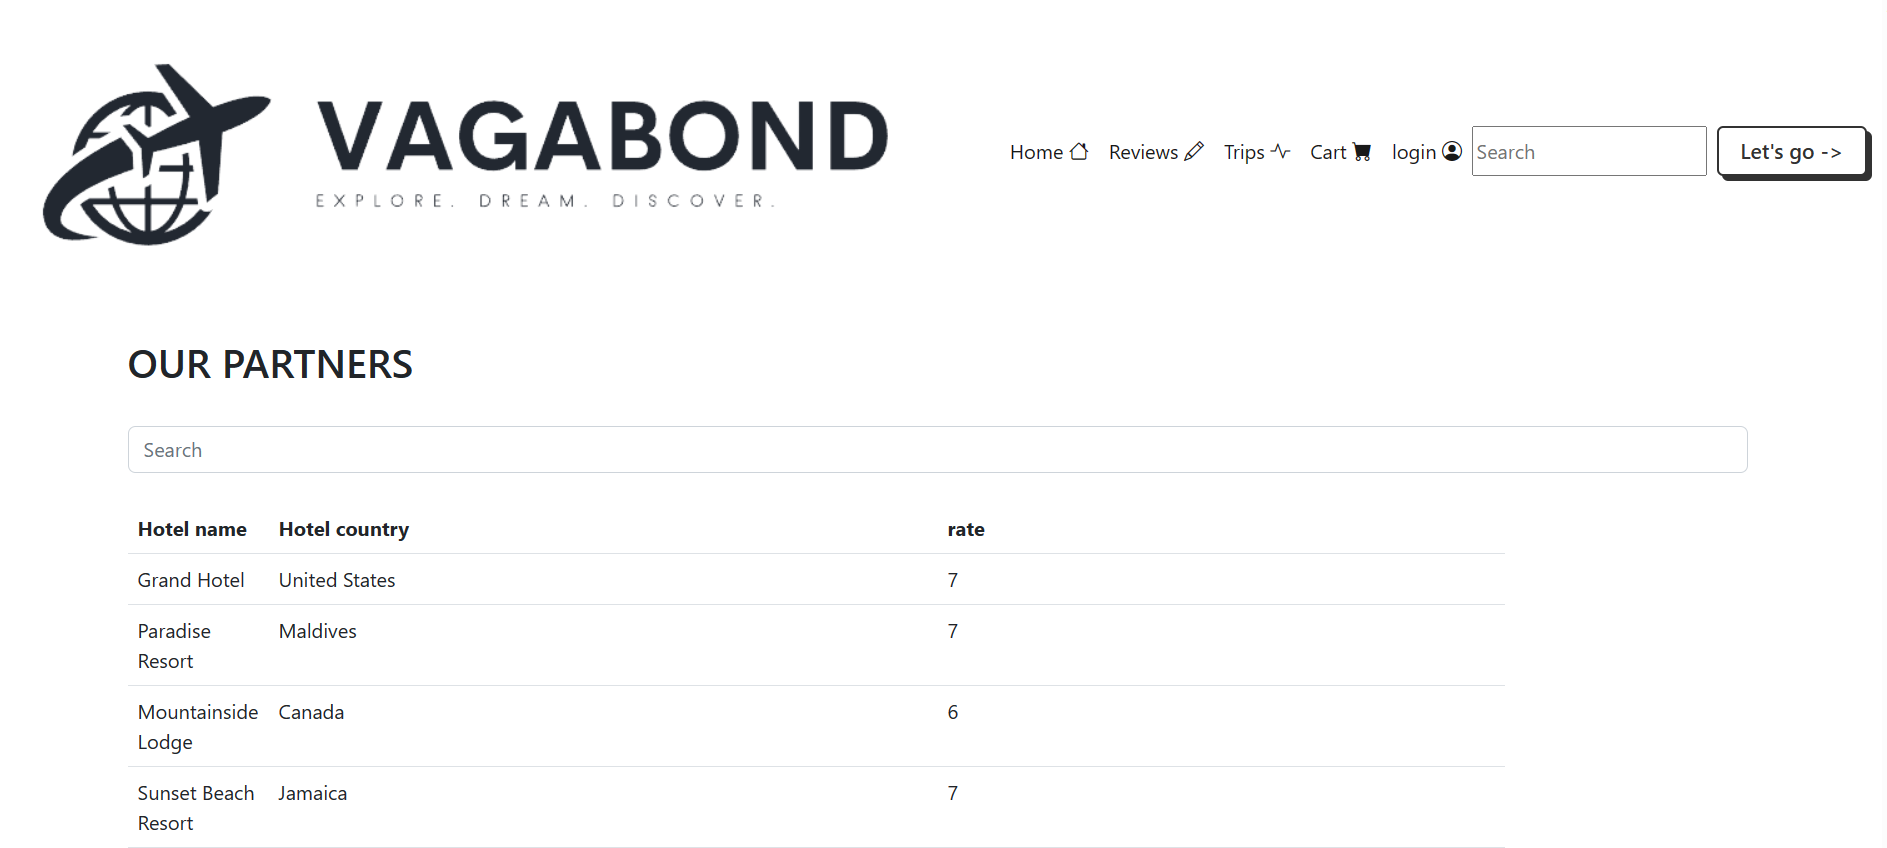 VAGABOND
EXPLORE. DREAM. DISCOVER.
Home Reviews Trips Cart login Search Let's go ->
OUR PARTNERS
Search
Hotel name Hotel country rate
Grand Hotel United States 7
Paradise Maldives 7
Resort
Mountainside Canada 6
Lodge
Sunset Beach Jamaica 7
Resort